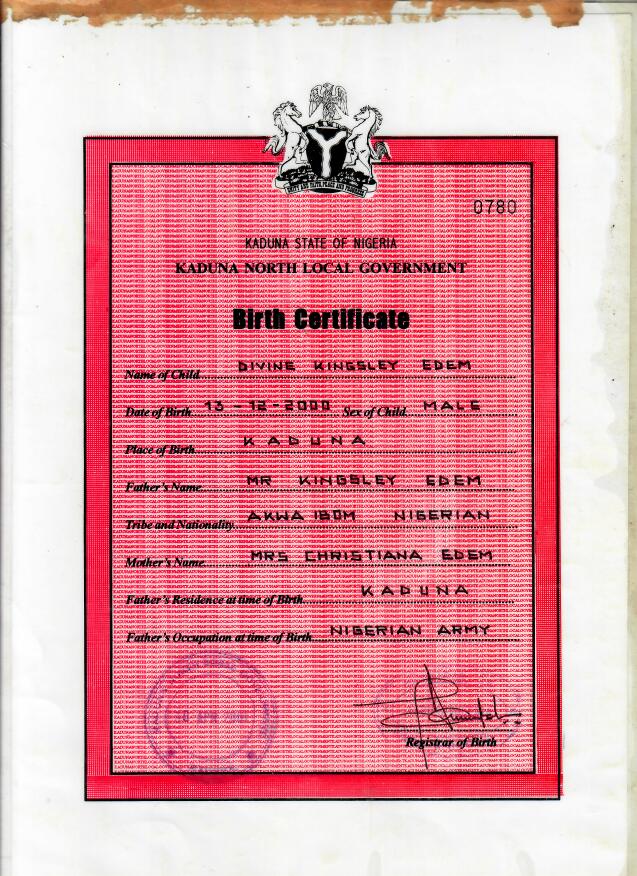 0780
KADUNA STATE OF NIGERIA
KADUNA NORTH LOCAL GOVERNMENT
Birth Certificate
Name of Child DIVINE KINGSLEY EDEM
Date of Birth 13 - 12 - 2000 Sex of Child MALE
Place of Birth KADUNA
Father's Name MR KINGSLEY EDEM
Tribe and Nationality AKWA IBOM NIGERIAN
Mother's Name MRS CHRISTIANA EDEM
Father's Residence at time of Birth KADUNA
Father's Occupation at time of Birth NIGERIAN ARMY
Registrar of Birth